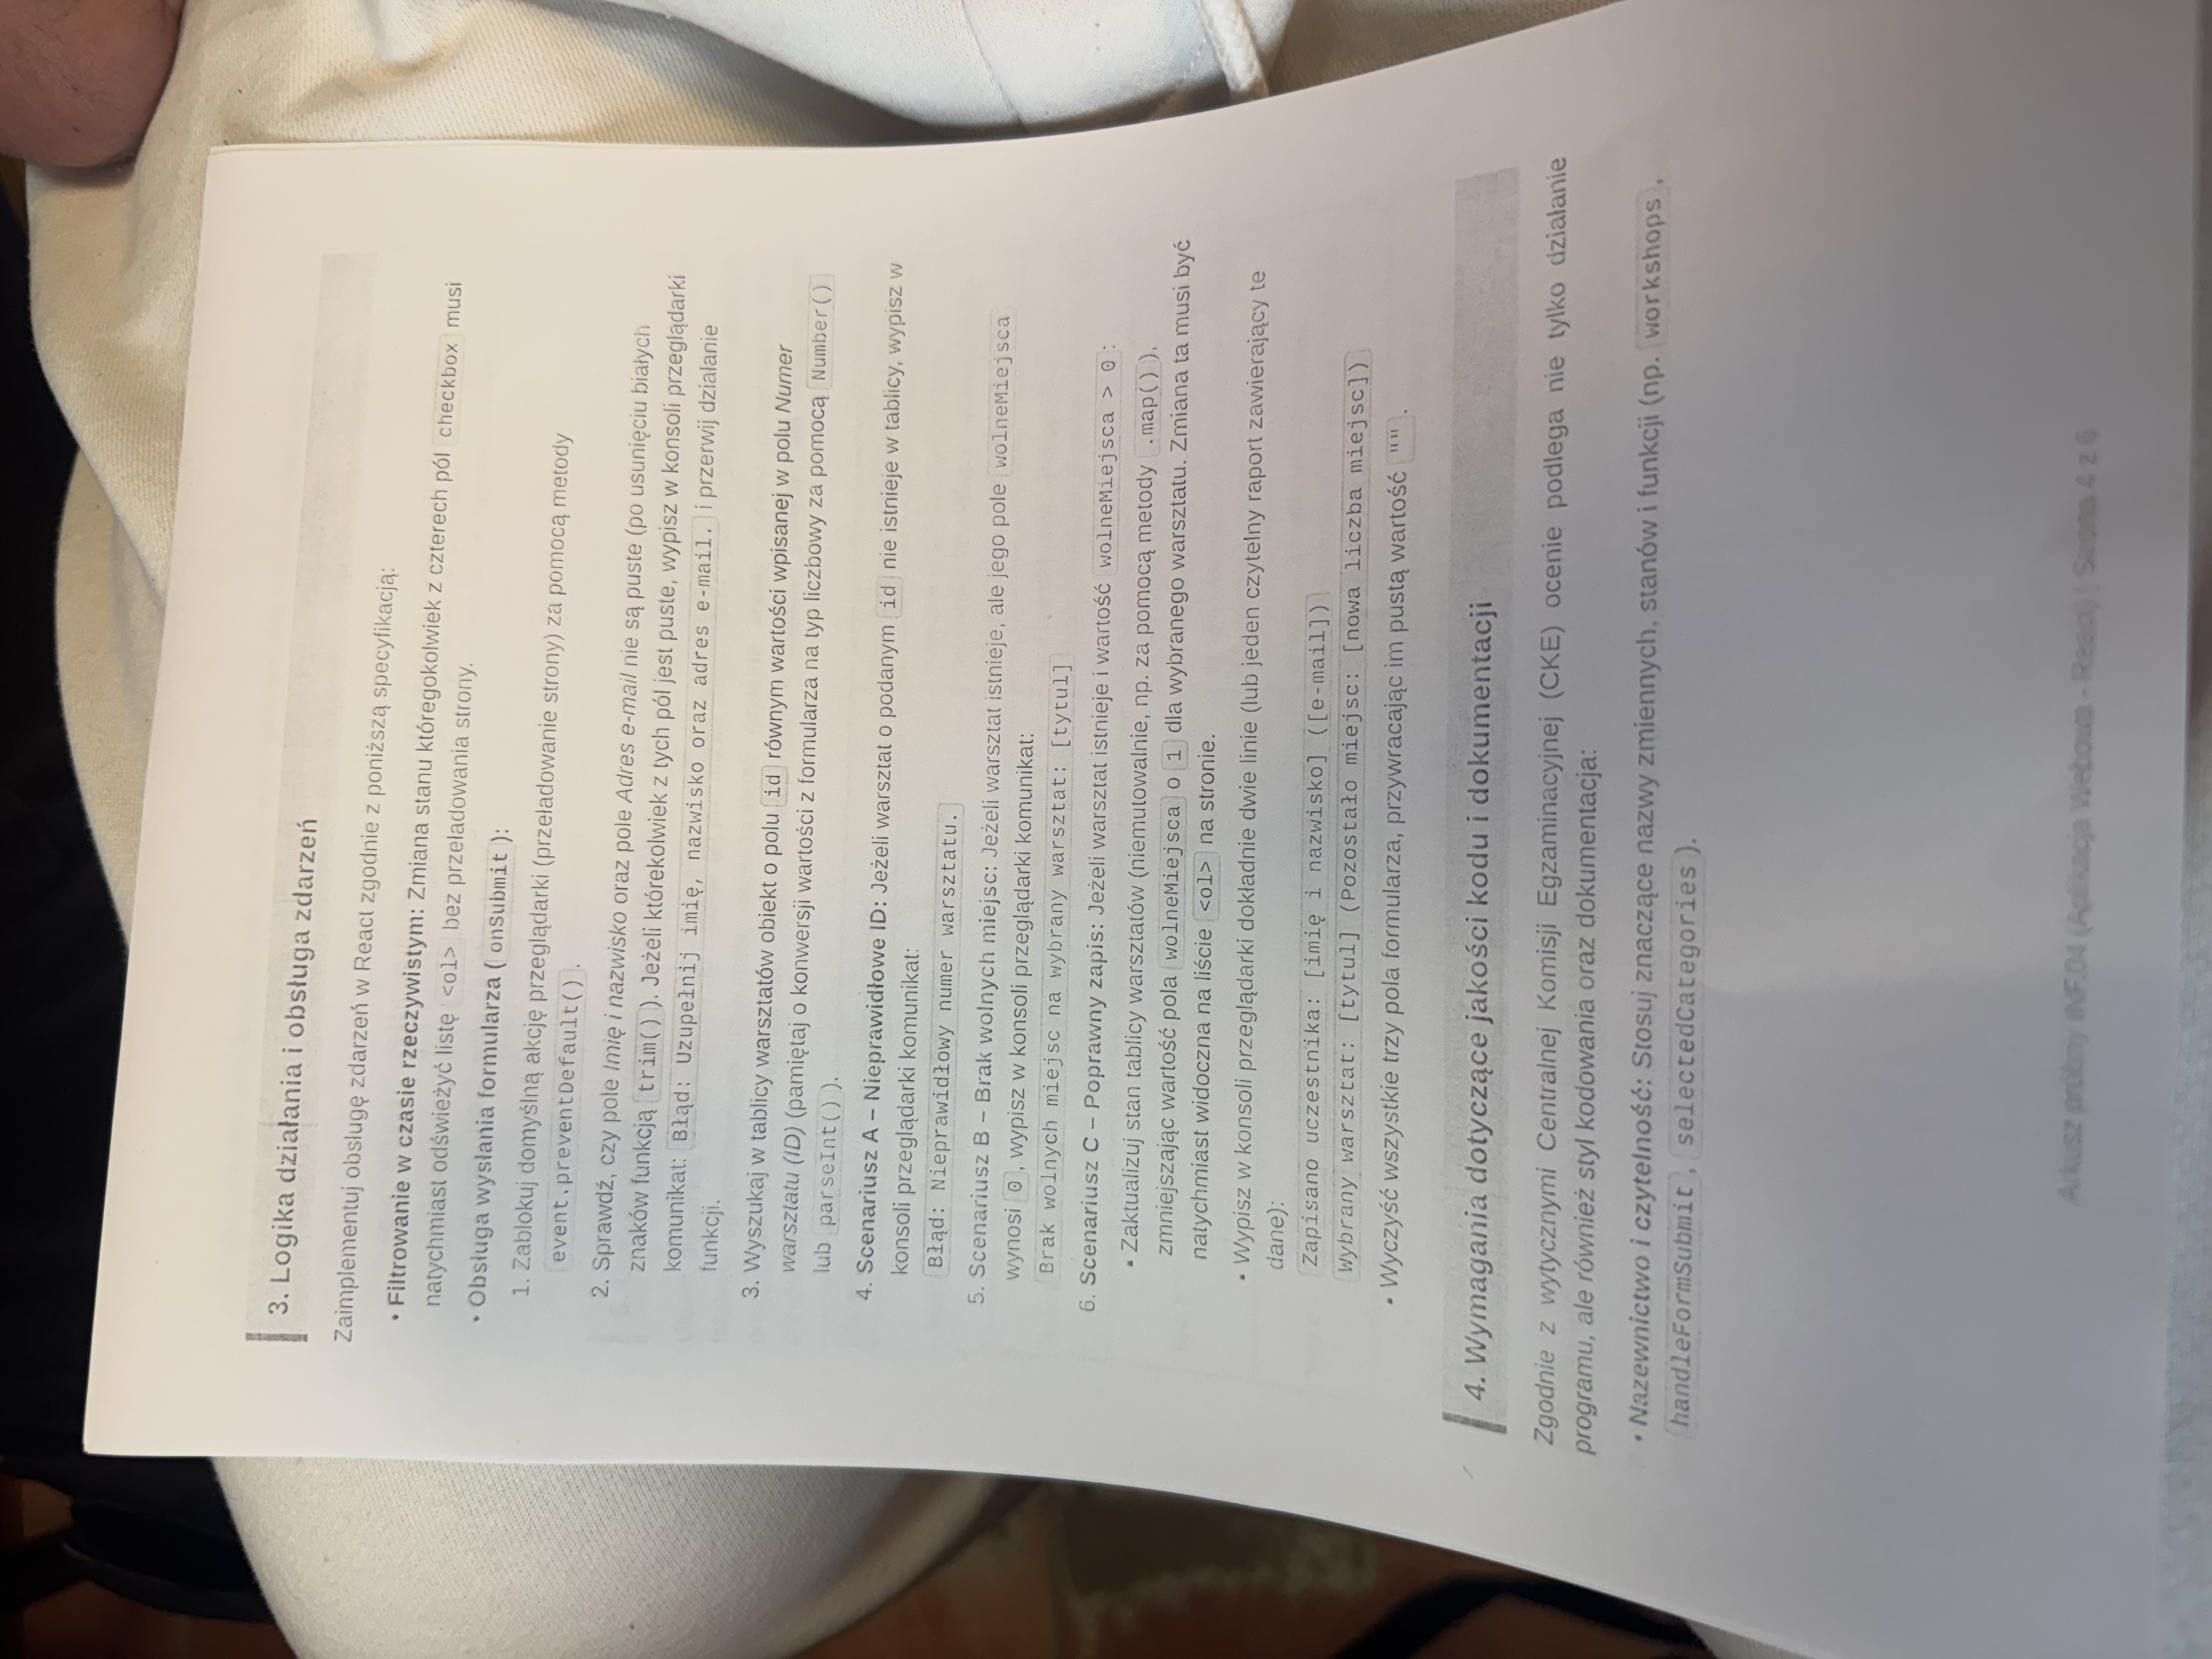 3. Logika działania i obsługa zdarzeń
Zaimplementuj obsługę zdarzeń w React zgodnie z poniższą specyfikacją:
• Filtrowanie w czasie rzeczywistym: Zmiana stanu któregokolwiek z czterech pól checkbox musi
natychmiast odświeżyć listę <ol> bez przeładowania strony.
• Obsługa wysłania formularza ( onSubmit ):
1. Zablokuj domyślną akcję przeglądarki (przeładowanie strony) za pomocą metody
event.preventDefault() .
2. Sprawdź, czy pole Imię i nazwisko oraz pole Adres e-mail nie są puste (po usunięciu białych
znaków funkcją trim() ). Jeżeli którekolwiek z tych pól jest puste, wypisz w konsoli przeglądarki
komunikat: Błąd: Uzupełnij imię, nazwisko oraz adres e-mail. i przerwij działanie
funkcji.
3. Wyszukaj w tablicy warsztatów obiekt o polu id równym wartości wpisanej w polu Numer
warsztatu (ID) (pamiętaj o konwersji wartości z formularza na typ liczbowy za pomocą Number()
lub parseInt() ).
4. Scenariusz A – Nieprawidłowe ID: Jeżeli warsztat o podanym id nie istnieje w tablicy, wypisz w
konsoli przeglądarki komunikat:
Błąd: Nieprawidłowy numer warsztatu.
5. Scenariusz B – Brak wolnych miejsc: Jeżeli warsztat istnieje, ale jego pole wolneMiejsca
wynosi 0 , wypisz w konsoli przeglądarki komunikat:
Brak wolnych miejsc na wybrany warsztat: [tytul]
6. Scenariusz C – Poprawny zapis: Jeżeli warsztat istnieje i wartość wolneMiejsca > 0 :
▪ Zaktualizuj stan tablicy warsztatów (niemutowalnie, np. za pomocą metody .map() ),
zmniejszając wartość pola wolneMiejsca o 1 dla wybranego warsztatu. Zmiana ta musi być
natychmiast widoczna na liście <ol> na stronie.
▪ Wypisz w konsoli przeglądarki dokładnie dwie linie (lub jeden czytelny raport zawierający te
dane):
Zapisano uczestnika: [imię i nazwisko] ([e-mail])
Wybrany warsztat: [tytul] (Pozostało miejsc: [nowa liczba miejsc])
▪ Wyczyść wszystkie trzy pola formularza, przywracając im pustą wartość "" .
4. Wymagania dotyczące jakości kodu i dokumentacji
Zgodnie z wytycznymi Centralnej Komisji Egzaminacyjnej (CKE) ocenie podlega nie tylko działanie
programu, ale również styl kodowania oraz dokumentacja:
• Nazewnictwo i czytelność: Stosuj znaczące nazwy zmiennych, stanów i funkcji (np. workshops ,
handleFormSubmit , selectedCategories ).
Arkusz próbny INF.04 (Aplikacja Webowa - React) | Strona 4 z 6